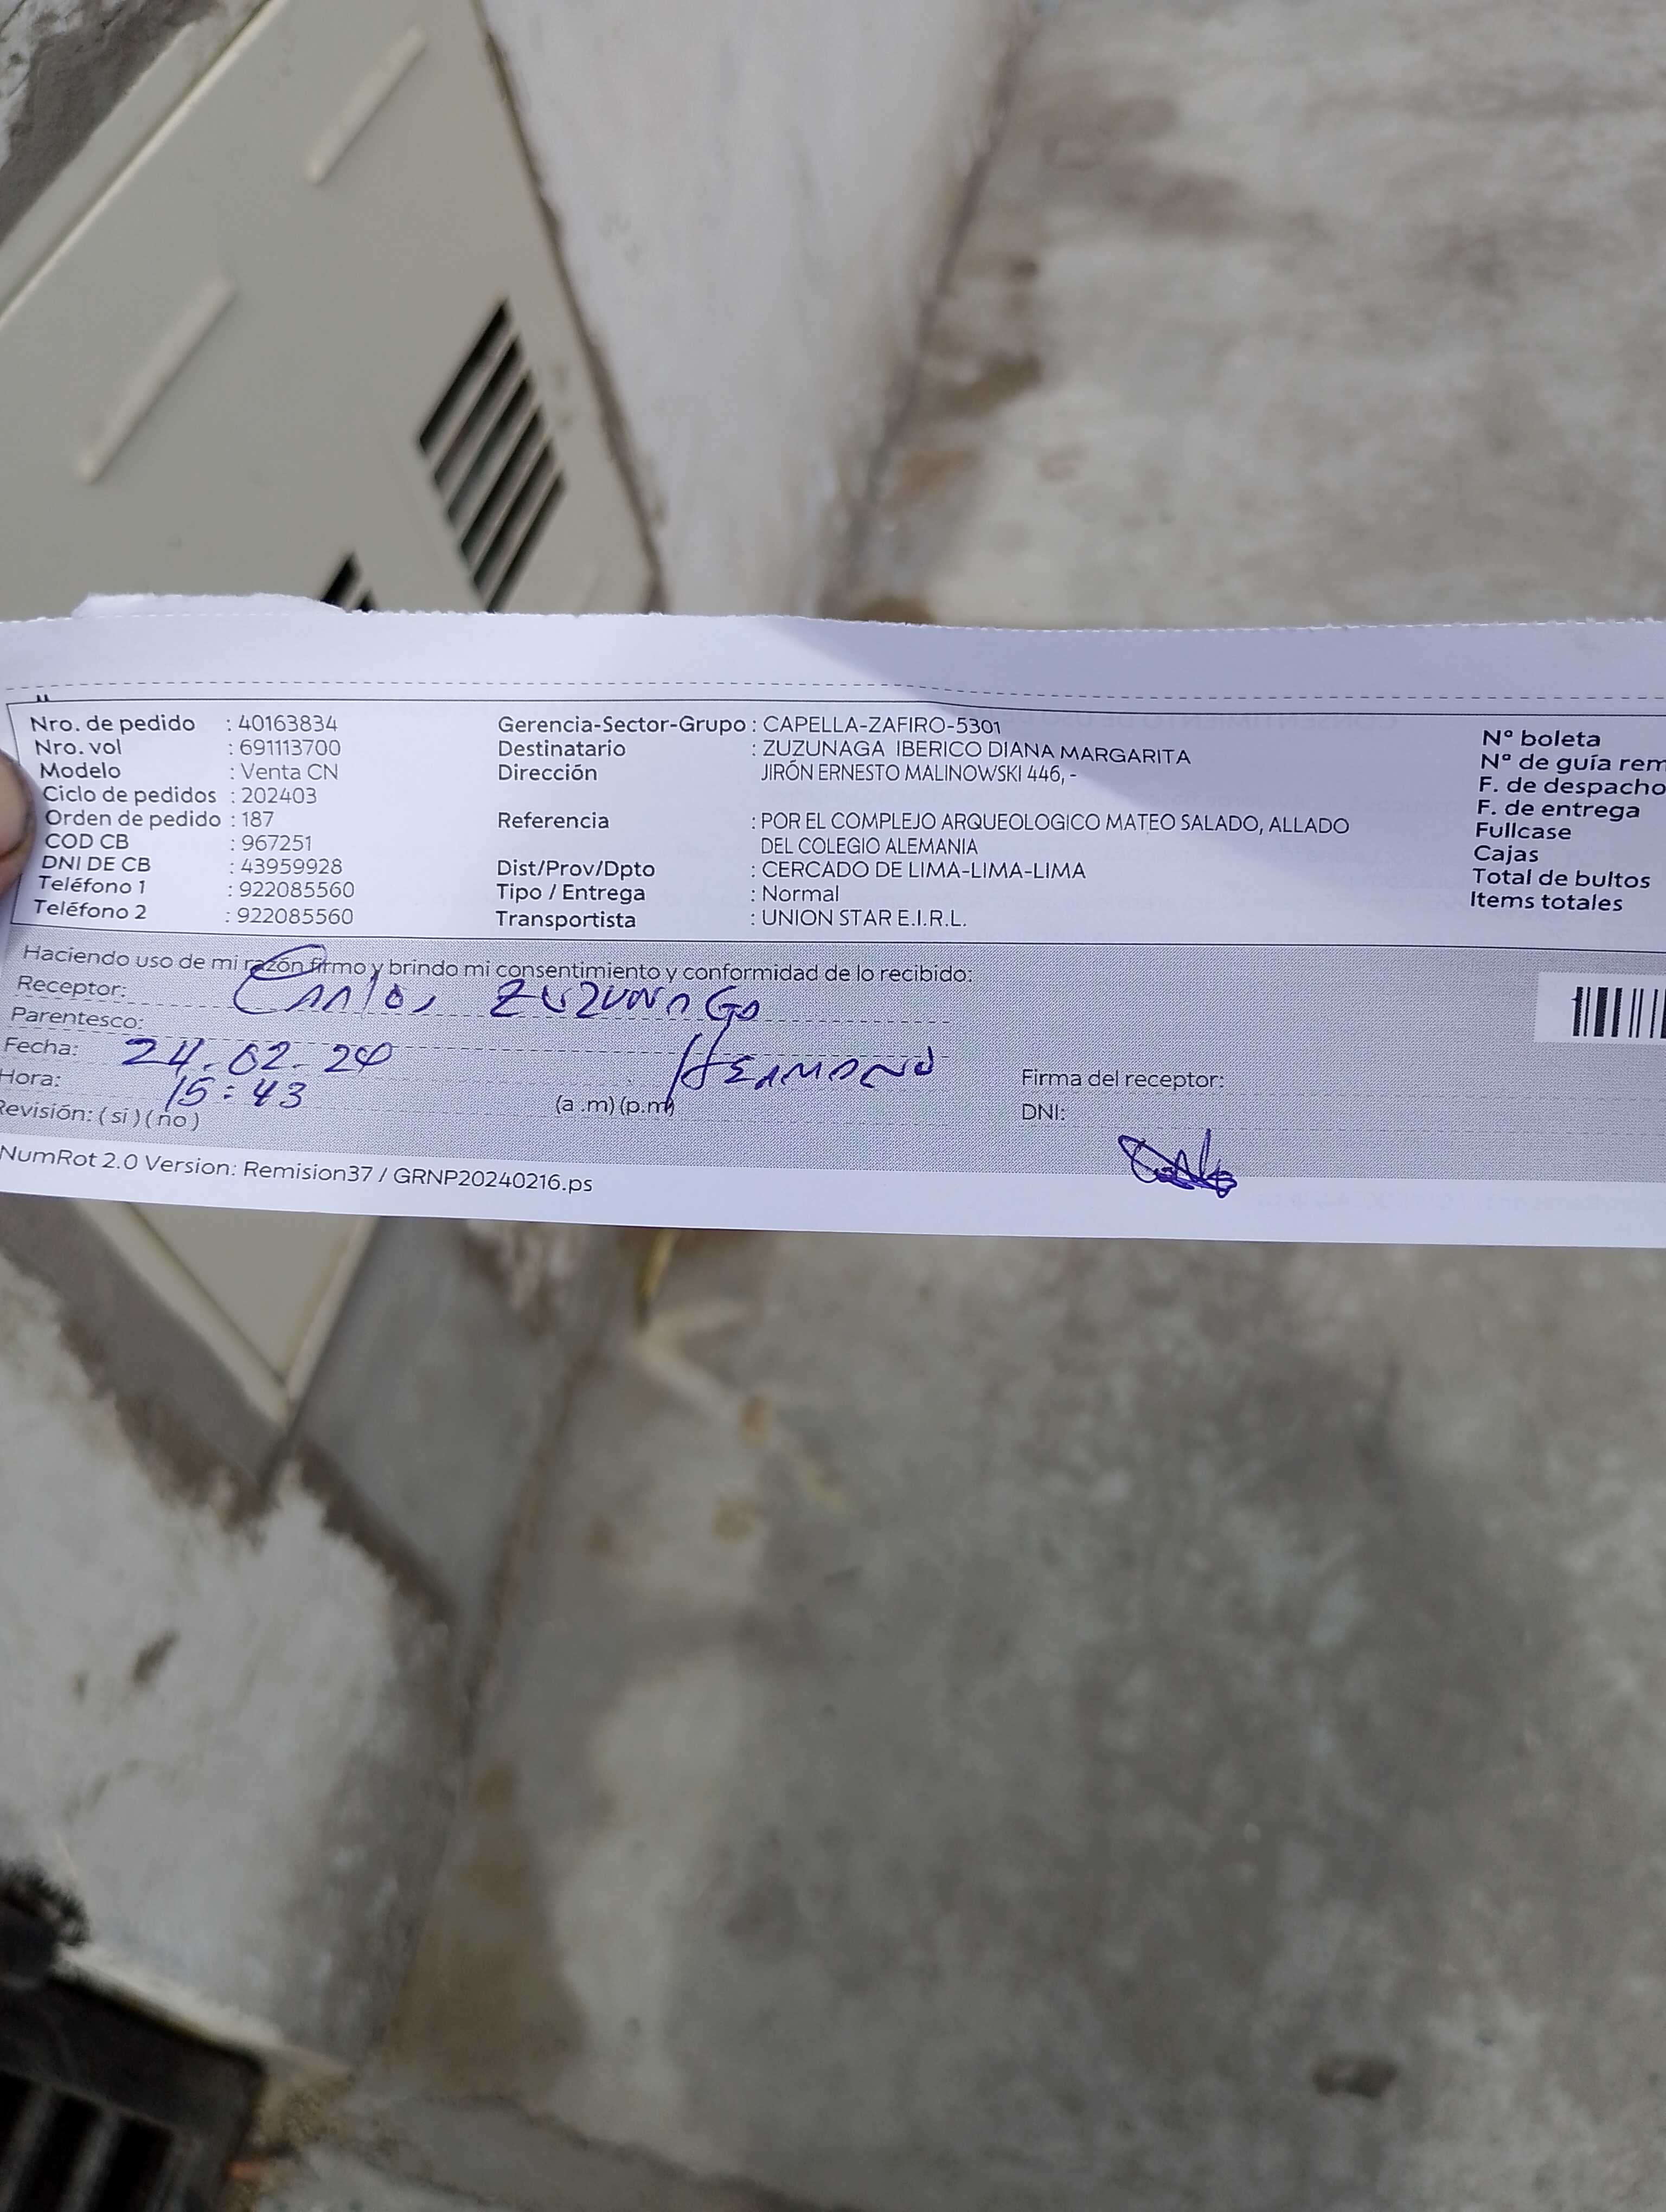 Nro. de pedido : 40163834
Nro. vol : 691113700
Modelo : Venta CN
Ciclo de pedidos : 202403
Orden de pedido : 187
COD CB : 967251
DNI DE CB : 43959928
Teléfono 1 : 922085560
Teléfono 2 : 922085560
Gerencia-Sector-Grupo : CAPELLA-ZAFIRO-5301
Destinatario : ZUZUNAGA IBERICO DIANA MARGARITA
Dirección JIRÓN ERNESTO MALINOWSKI 446, -
Referencia : POR EL COMPLEJO ARQUEOLOGICO MATEO SALADO, ALLADO
DEL COLEGIO ALEMANIA
Dist/Prov/Dpto : CERCADO DE LIMA-LIMA-LIMA
Tipo / Entrega : Normal
Transportista : UNION STAR E.I.R.L.
N° boleta
N° de guía rem
F. de despacho
F. de entrega
Fullcase
Cajas
Total de bultos
Items totales
Haciendo uso de mi razón firmo y brindo mi consentimiento y conformidad de lo recibido:
Receptor: Carlos Zuzunaga
Parentesco: HERMANO
Fecha: 24.02.24
Hora: 15:43 (a .m) (p.m)
Revisión: ( si ) ( no )
Firma del receptor:
DNI:
NumRot 2.0 Version: Remision37 / GRNP20240216.ps